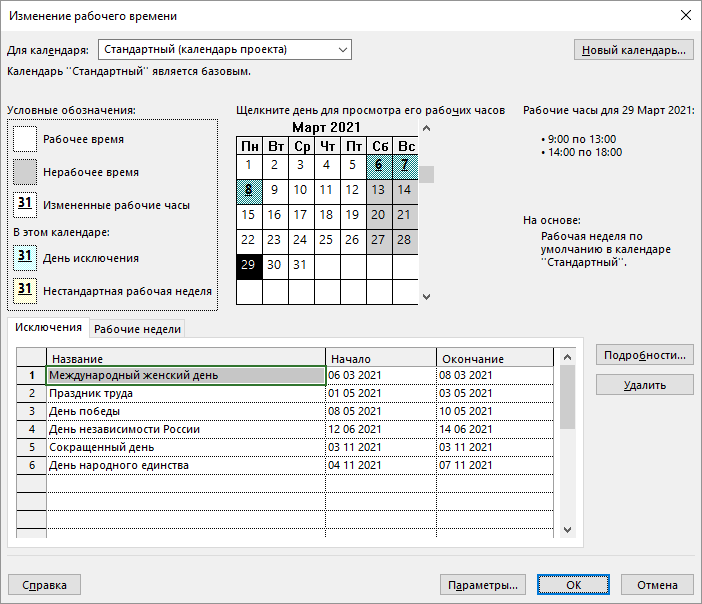 Изменение рабочего времени
Для календаря: Стандартный (календарь проекта) Новый календарь...
Календарь "Стандартный" является базовым.
Условные обозначения:
Рабочее время
Нерабочее время
31 Измененные рабочие часы
В этом календаре:
31 День исключения
31 Нестандартная рабочая неделя
Щелкните день для просмотра его рабочих часов
Март 2021
Пн Вт Ср Чт Пт Сб Вс
1 2 3 4 5 6 7
8 9 10 11 12 13 14
15 16 17 18 19 20 21
22 23 24 25 26 27 28
29 30 31
Рабочие часы для 29 Март 2021:
• 9:00 по 13:00
• 14:00 по 18:00
На основе:
Рабочая неделя по
умолчанию в календаре
"Стандартный".
Исключения Рабочие недели
Название Начало Окончание
1 Международный женский день 06 03 2021 08 03 2021
2 Праздник труда 01 05 2021 03 05 2021
3 День победы 08 05 2021 10 05 2021
4 День независимости России 12 06 2021 14 06 2021
5 Сокращенный день 03 11 2021 03 11 2021
6 День народного единства 04 11 2021 07 11 2021
Подробности...
Удалить
Справка Параметры... ОК Отмена